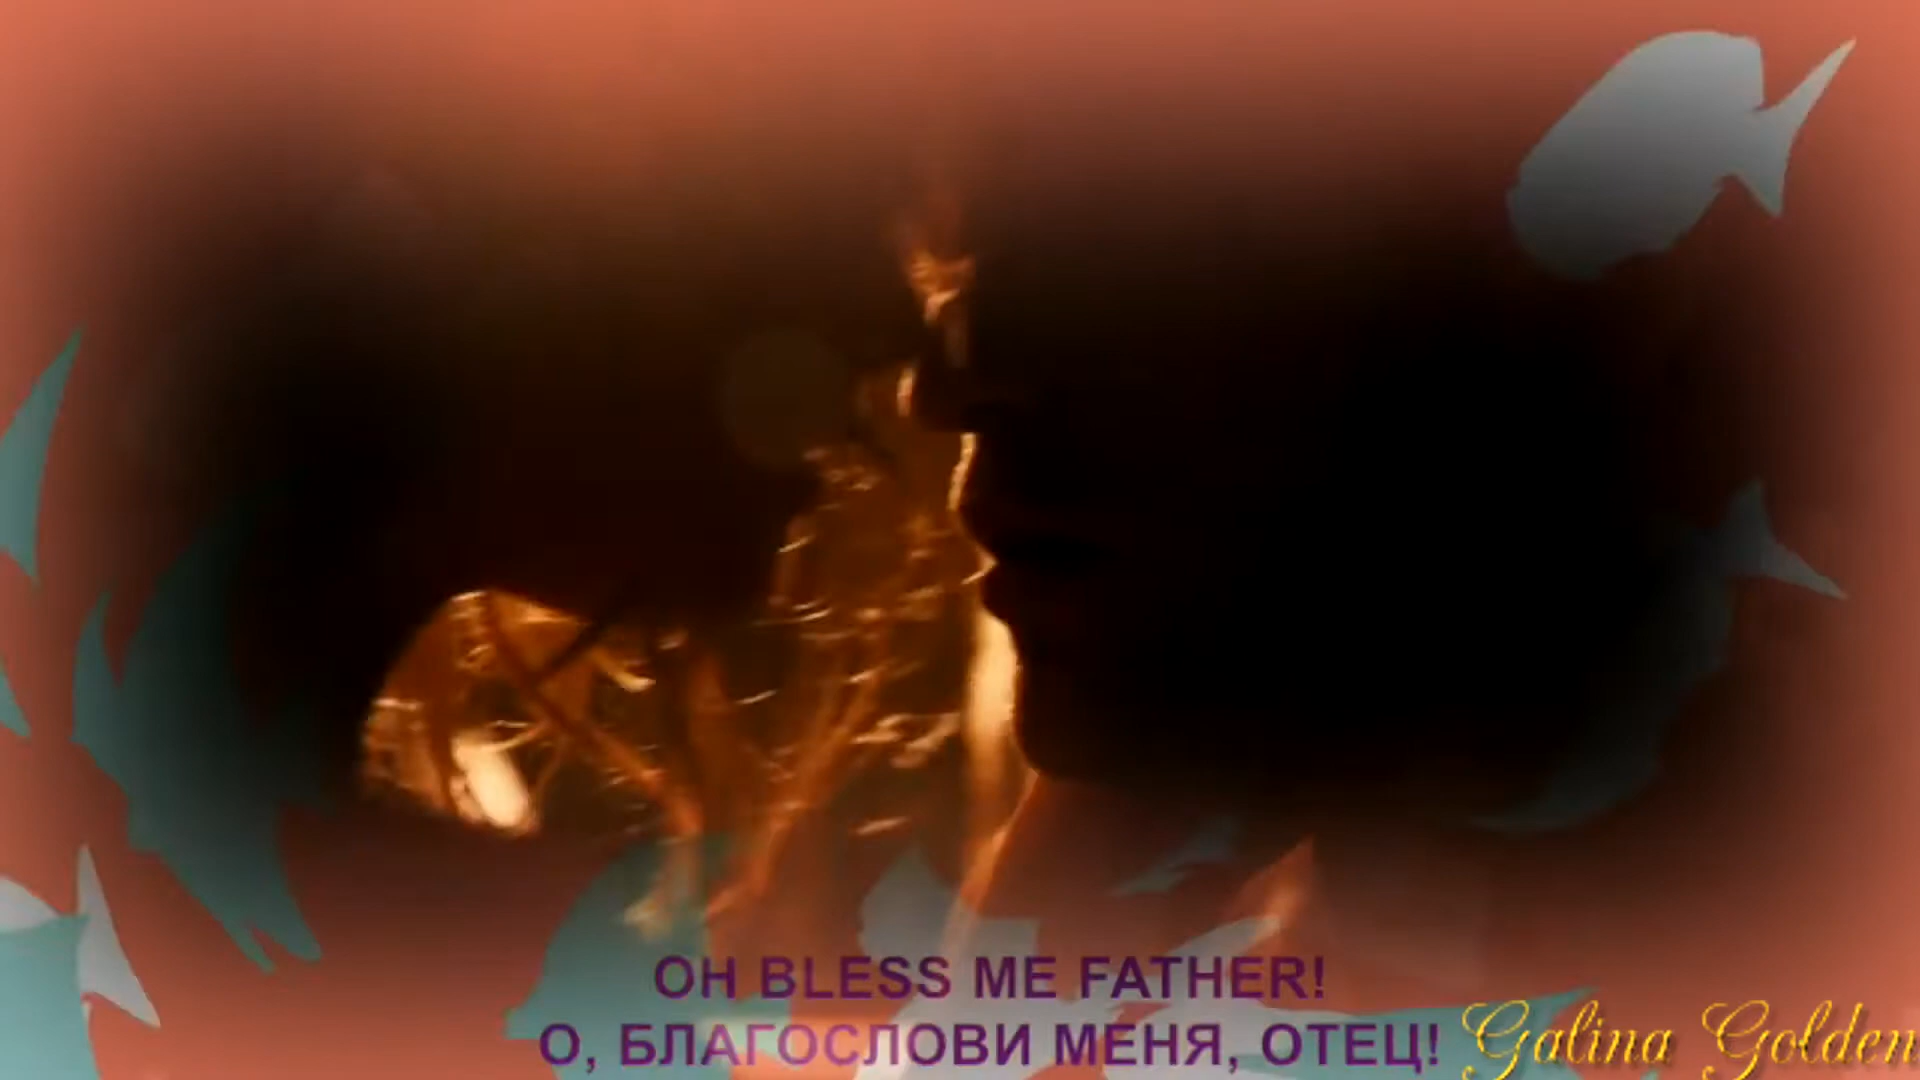 OH BLESS ME FATHER!
О, БЛАГОСЛОВИ МЕНЯ, ОТЕЦ!
Galina Golden